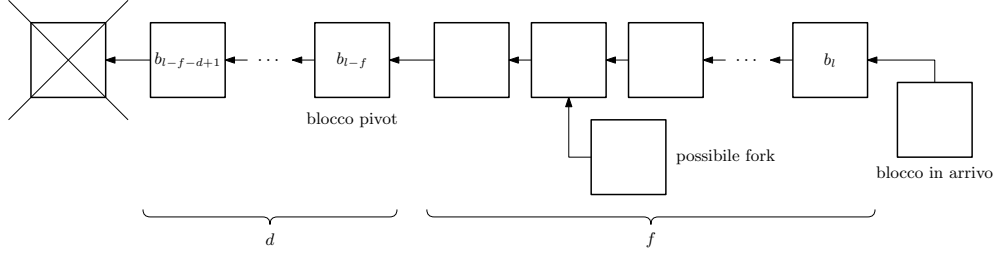 b_{l−f−d+1}
· · ·
b_{l−f}
· · ·
b_l
blocco pivot
possibile fork
blocco in arrivo
d
f